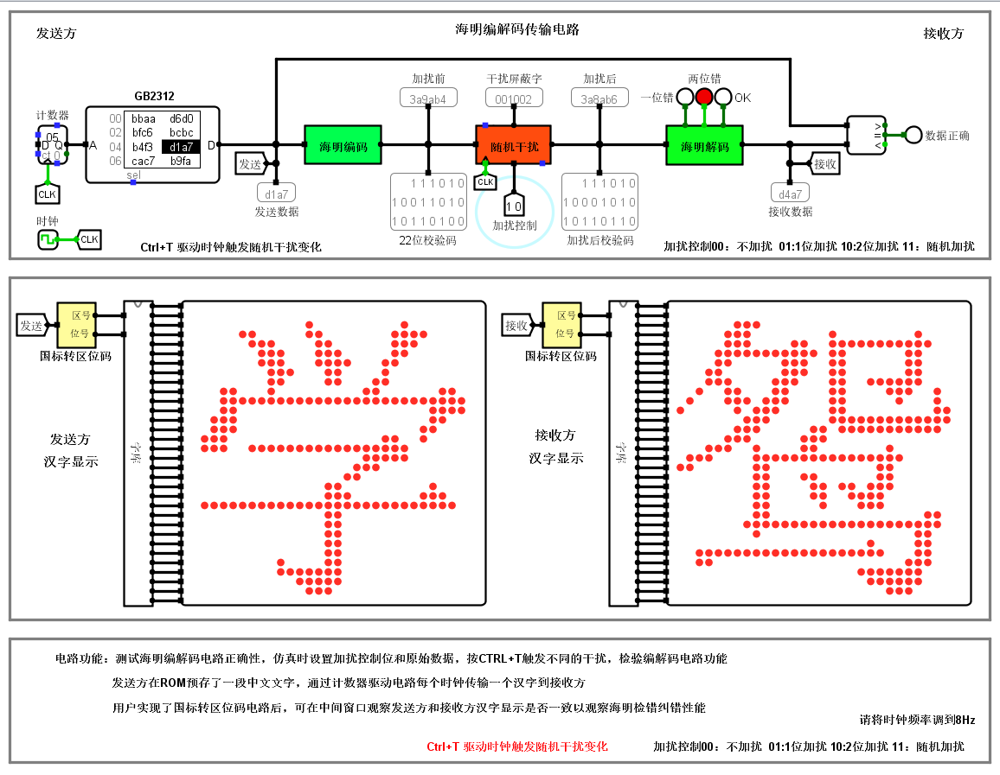 海明编解码传输电路
发送方
接收方
GB2312
计数器
05
D Q
ct 0
A
D
00 bbaa d6d0
02 bfc6 bcbc
04 b4f3 d1a7
06 cac7 b9fa
sel
CLK
时钟
CLK
发送
d1a7
发送数据
海明编码
加扰前
3a9ab4
111010
10011010
10110100
22位校验码
干扰屏蔽字
001002
随机干扰
CLK
10
加扰控制
加扰后
3a8ab6
111010
10001010
10110110
加扰后校验码
两位错
一位错
OK
海明解码
接收
d4a7
接收数据
>
=
<
数据正确
Ctrl+T 驱动时钟触发随机干扰变化
加扰控制00：不加扰 01:1位加扰 10:2位加扰 11：随机加扰
发送
区号
位号
国标转区位码
发送方
汉字显示
字库
学
接收
区号
位号
国标转区位码
接收方
汉字显示
字库
电路功能：测试海明编解码电路正确性，仿真时设置加扰控制位和原始数据，按CTRL+T触发不同的干扰，检验编解码电路功能
发送方在ROM预存了一段中文文字，通过计数器驱动电路每个时钟传输一个汉字到接收方
用户实现了国标转区位码电路后，可在中间窗口观察发送方和接收方汉字显示是否一致以观察海明检错纠错性能
请将时钟频率调到8Hz
Ctrl+T 驱动时钟触发随机干扰变化
加扰控制00：不加扰 01:1位加扰 10:2位加扰 11：随机加扰